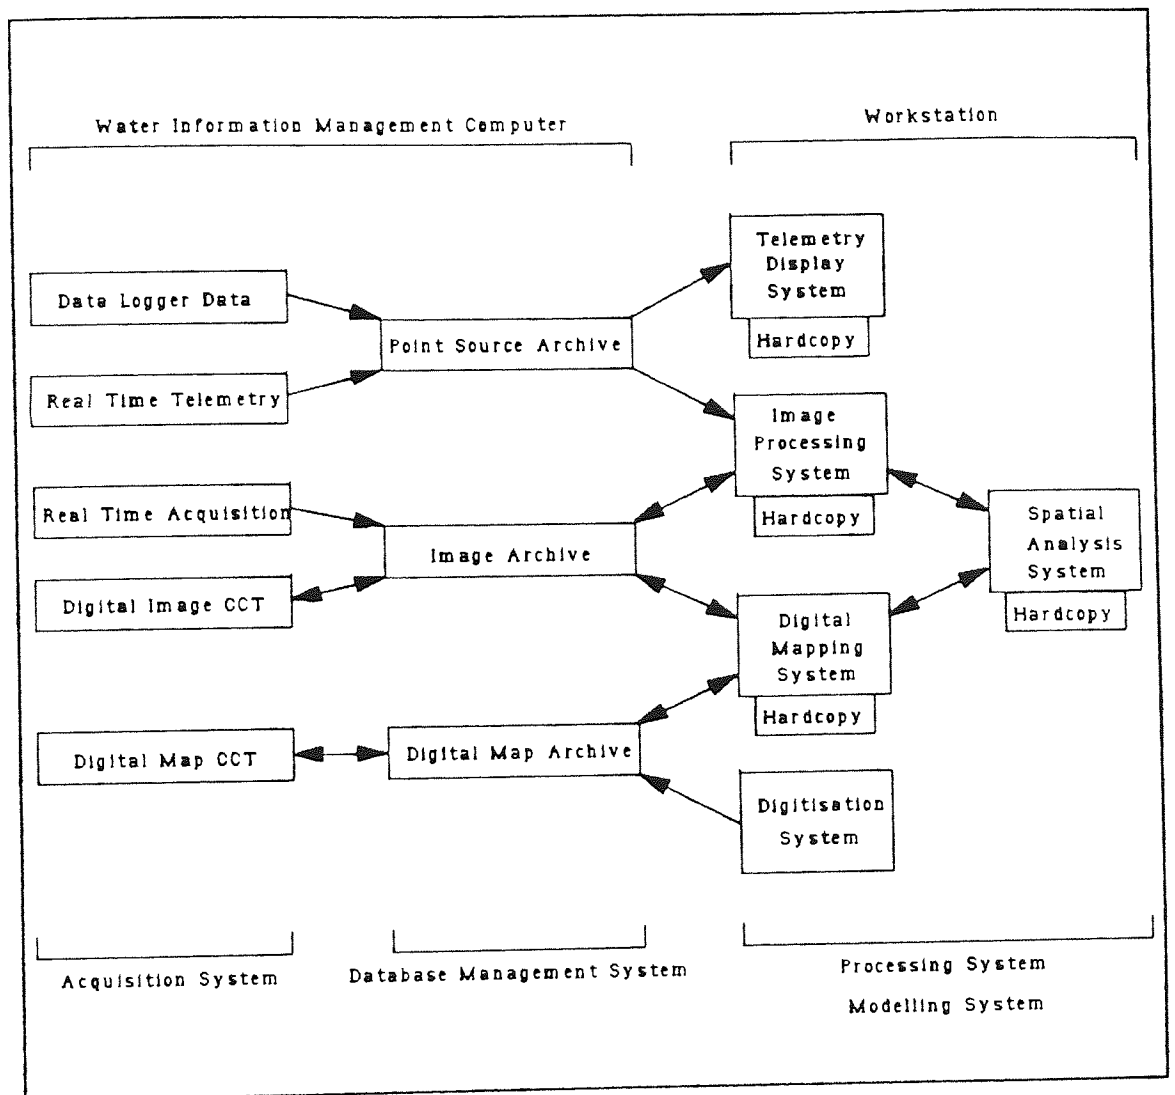 Water Information Management Computer
Workstation
Data Logger Data
Real Time Telemetry
Real Time Acquisition
Digital Image CCT
Digital Map CCT
Point Source Archive
Image Archive
Digital Map Archive
Telemetry
Display
System
Hardcopy
Image
Processing
System
Hardcopy
Digital
Mapping
System
Hardcopy
Digitisation
System
Spatial
Analysis
System
Hardcopy
Acquisition System
Database Management System
Processing System
Modelling System